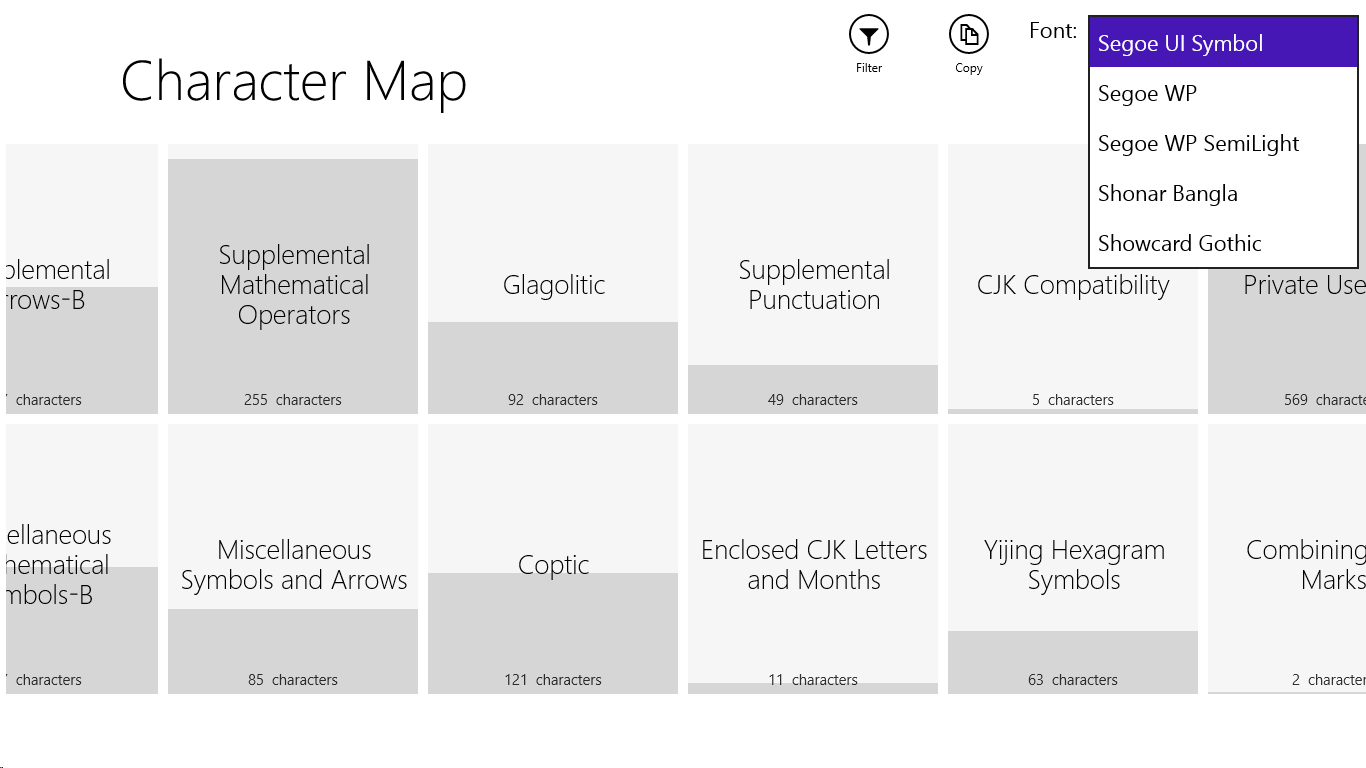 Filter
Copy
Font:
Segoe UI Symbol
Segoe WP
Segoe WP SemiLight
Shonar Bangla
Showcard Gothic
Character Map
plemental
rrows-B
characters
Supplemental
Mathematical
Operators
255 characters
Glagolitic
92 characters
Supplemental
Punctuation
49 characters
CJK Compatibility
5 characters
Private Use
569 characte
ellaneous
hematical
mbols-B
characters
Miscellaneous
Symbols and Arrows
85 characters
Coptic
121 characters
Enclosed CJK Letters
and Months
11 characters
Yijing Hexagram
Symbols
63 characters
Combining
Marks
2 character